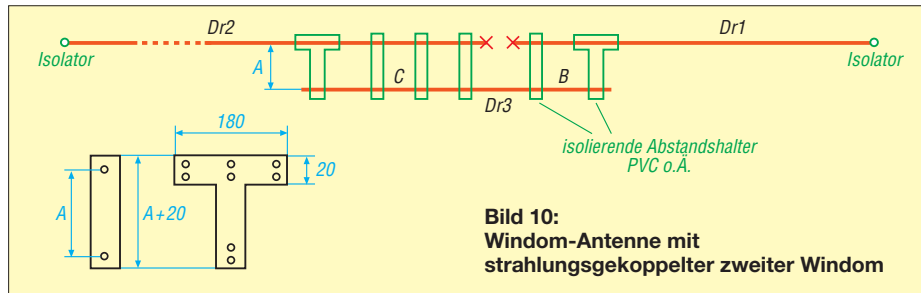 Dr2
Dr1
Isolator
A
C
B
Isolator
Dr3
isolierende Abstandshalter
PVC o.Ä.
180
20
A
A+20
Bild 10:
Windom-Antenne mit
strahlungsgekoppelter zweiter Windom